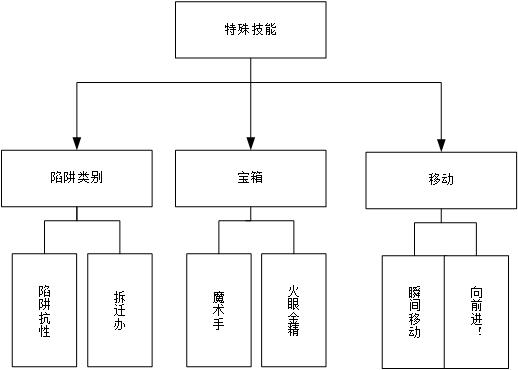 特殊技能
陷阱类别
宝箱
移动
陷阱抗性
拆迁办
魔术手
火眼金精
瞬间移动
向前进！